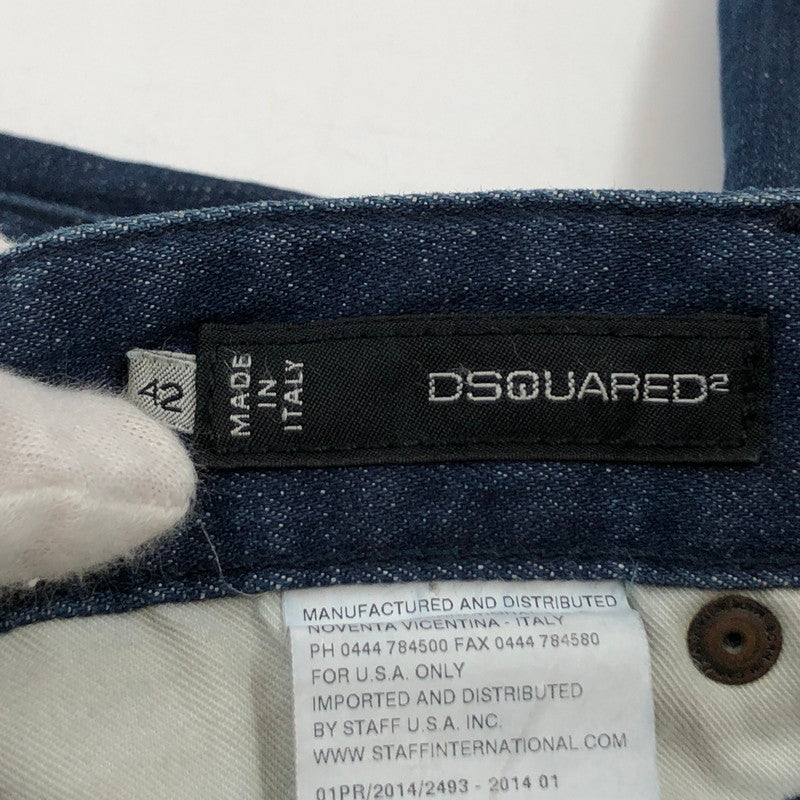 42
MADE
IN
ITALY
DSQUARED2
MANUFACTURED AND DISTRIBUTED
NOVENTA VICENTINA - ITALY
PH 0444 784500 FAX 0444 784580
FOR U.S.A. ONLY
IMPORTED AND DISTRIBUTED
BY STAFF U.S.A. INC.
WWW STAFFINTERNATIONAL COM
01PR/2014/2493 - 2014 01